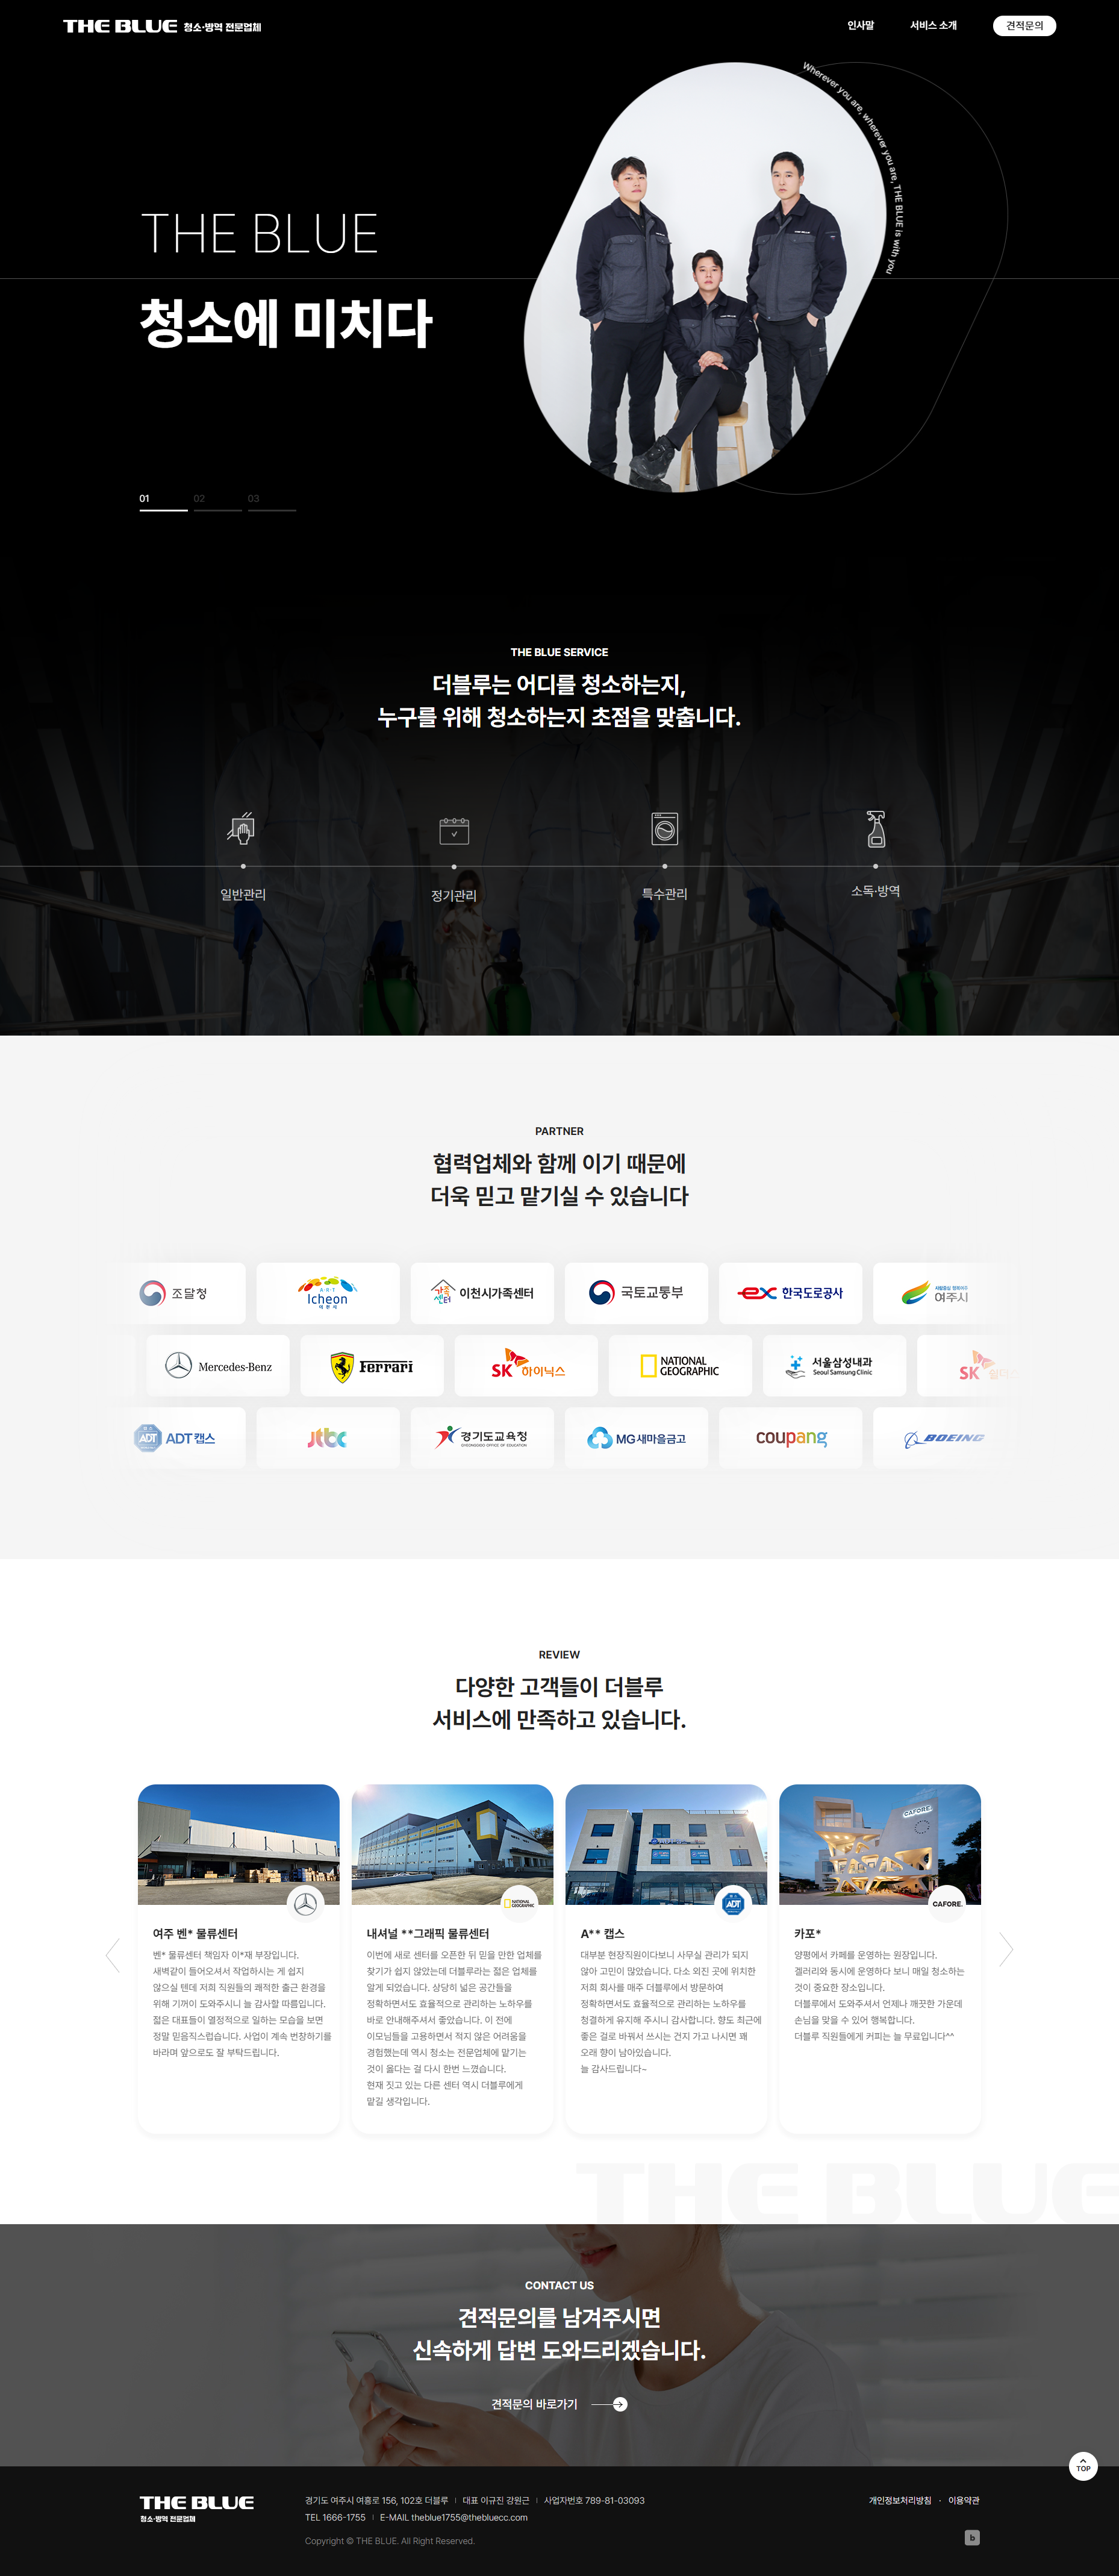 THE BLUE 청소·방역 전문업체
인사말 서비스 소개 견적문의
Wherever you are, wherever you are, THE BLUE is with you
THE BLUE
청소에 미치다
01 02 03
THE BLUE SERVICE
더블루는 어디를 청소하는지,
누구를 위해 청소하는지 초점을 맞춥니다.
일반관리 정기관리 특수관리 소독·방역
PARTNER
협력업체와 함께 이기 때문에
더욱 믿고 맡기실 수 있습니다
조달청
ART
Icheon
이천시
가족센터 이천시가족센터
국토교통부
ex 한국도로공사
사람중심 행복여주
여주시
Mercedes-Benz
Ferrari
SK 하이닉스
NATIONAL
GEOGRAPHIC
서울삼성내과
Seoul Samsung Clinic
SK 쉴더스
ADT ADT 캡스
jtbc
경기도교육청
GYEONGGIDO OFFICE OF EDUCATION
MG 새마을금고
coupang
BOEING
REVIEW
다양한 고객들이 더블루
서비스에 만족하고 있습니다.
여주 벤* 물류센터
벤* 물류센터 책임자 이*재 부장입니다.
새벽같이 들어오셔서 작업하시는 게 쉽지
않으실 텐데 저희 직원들의 쾌적한 출근 환경을
위해 기꺼이 도와주시니 늘 감사할 따름입니다.
젊은 대표들이 열정적으로 일하는 모습을 보면
정말 믿음직스럽습니다. 사업이 계속 번창하기를
바라며 앞으로도 잘 부탁드립니다.
NATIONAL
GEOGRAPHIC
내셔널 **그래픽 물류센터
이번에 새로 센터를 오픈한 뒤 믿을 만한 업체를
찾기가 쉽지 않았는데 더블루라는 젊은 업체를
알게 되었습니다. 상당히 넓은 공간들을
정확하면서도 효율적으로 관리하는 노하우를
바로 안내해주셔서 좋았습니다. 이 전에
이모님들을 고용하면서 적지 않은 어려움을
경험했는데 역시 청소는 전문업체에 맡기는
것이 옳다는 걸 다시 한번 느꼈습니다.
현재 짓고 있는 다른 센터 역시 더블루에게
맡길 생각입니다.
ADT
A** 캡스
대부분 현장직원이다보니 사무실 관리가 되지
않아 고민이 많았습니다. 다소 외진 곳에 위치한
저희 회사를 매주 더블루에서 방문하여
정확하면서도 효율적으로 관리하는 노하우를
청결하게 유지해 주시니 감사합니다. 향도 최근에
좋은 걸로 바꿔서 쓰시는 건지 가고 나시면 꽤
오래 향이 남아있습니다.
늘 감사드립니다~
CAFORE.
CAFORE.
카포*
양평에서 카페를 운영하는 원장입니다.
겔러리와 동시에 운영하다 보니 매일 청소하는
것이 중요한 장소입니다.
더블루에서 도와주셔서 언제나 깨끗한 가운데
손님을 맞을 수 있어 행복합니다.
더블루 직원들에게 커피는 늘 무료입니다^^
THE BLUE
CONTACT US
견적문의를 남겨주시면
신속하게 답변 도와드리겠습니다.
견적문의 바로가기
TOP
THE BLUE
청소·방역 전문업체
경기도 여주시 여흥로 156, 102호 더블루 | 대표 이규진 강원근 | 사업자번호 789-81-03093
TEL 1666-1755 | E-MAIL theblue1755@thebluecc.com
Copyright © THE BLUE. All Right Reserved.
개인정보처리방침 · 이용약관
b